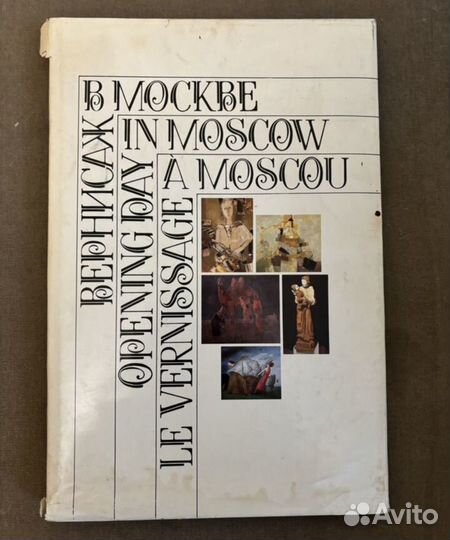 ВЕРНИСАЖ
В МОСКВЕ
OPENING DAY
IN MOSCOW
LE VERNISSAGE
À MOSCOU
Avito